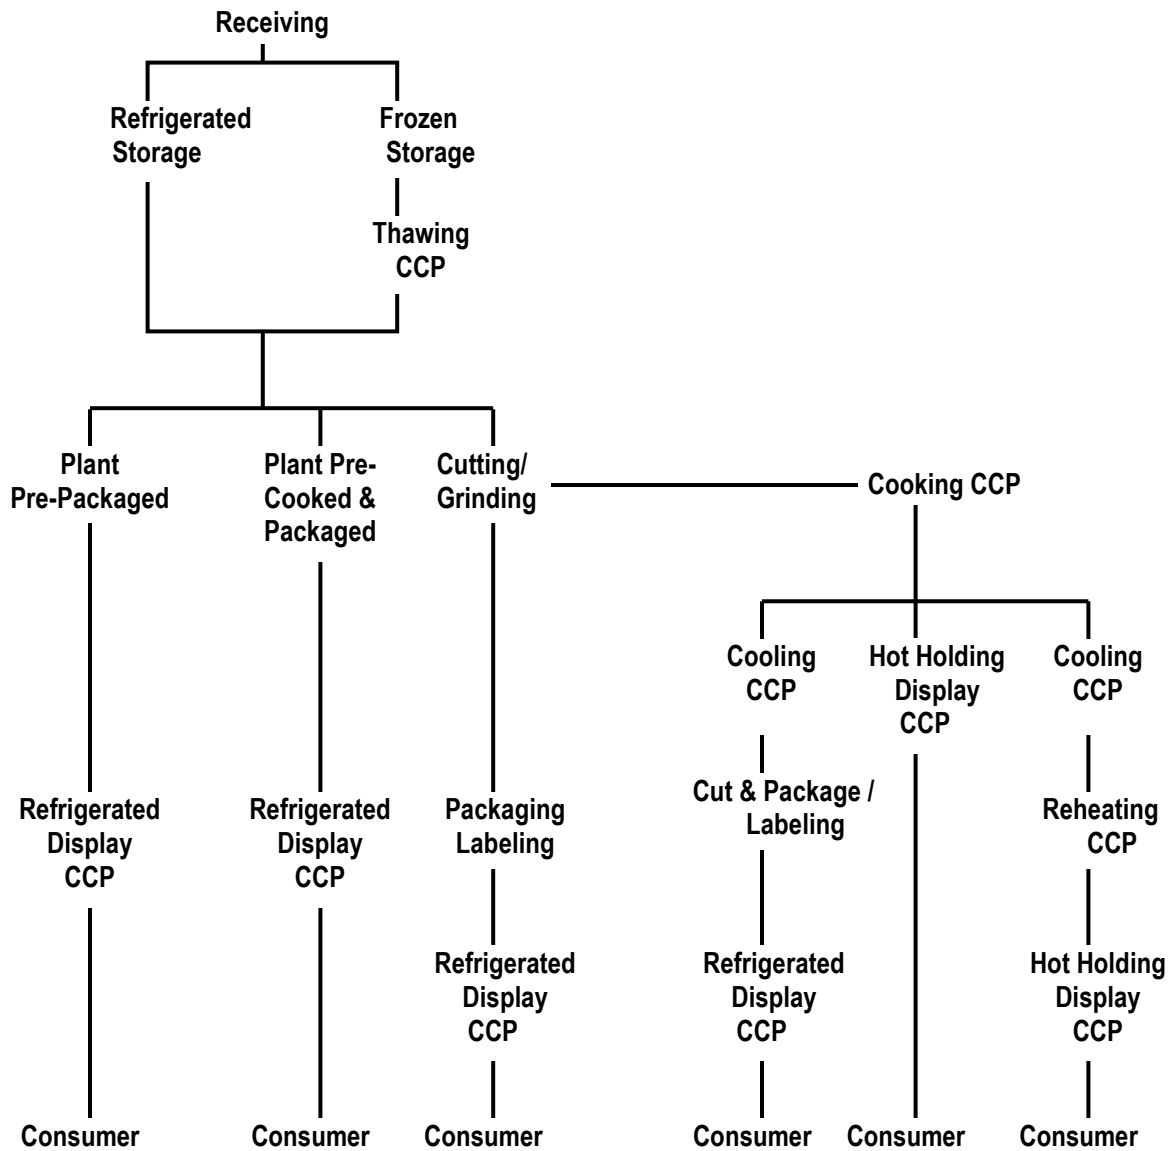 Receiving
Refrigerated
Storage
Frozen
Storage
Thawing
CCP
Plant
Pre-Packaged
Plant Pre-
Cooked &
Packaged
Cutting/
Grinding
Cooking CCP
Cooling
CCP
Hot Holding
Display
CCP
Cooling
CCP
Refrigerated
Display
CCP
Refrigerated
Display
CCP
Packaging
Labeling
Cut & Package /
Labeling
Reheating
CCP
Refrigerated
Display
CCP
Refrigerated
Display
CCP
Hot Holding
Display
CCP
Consumer
Consumer
Consumer
Consumer
Consumer
Consumer